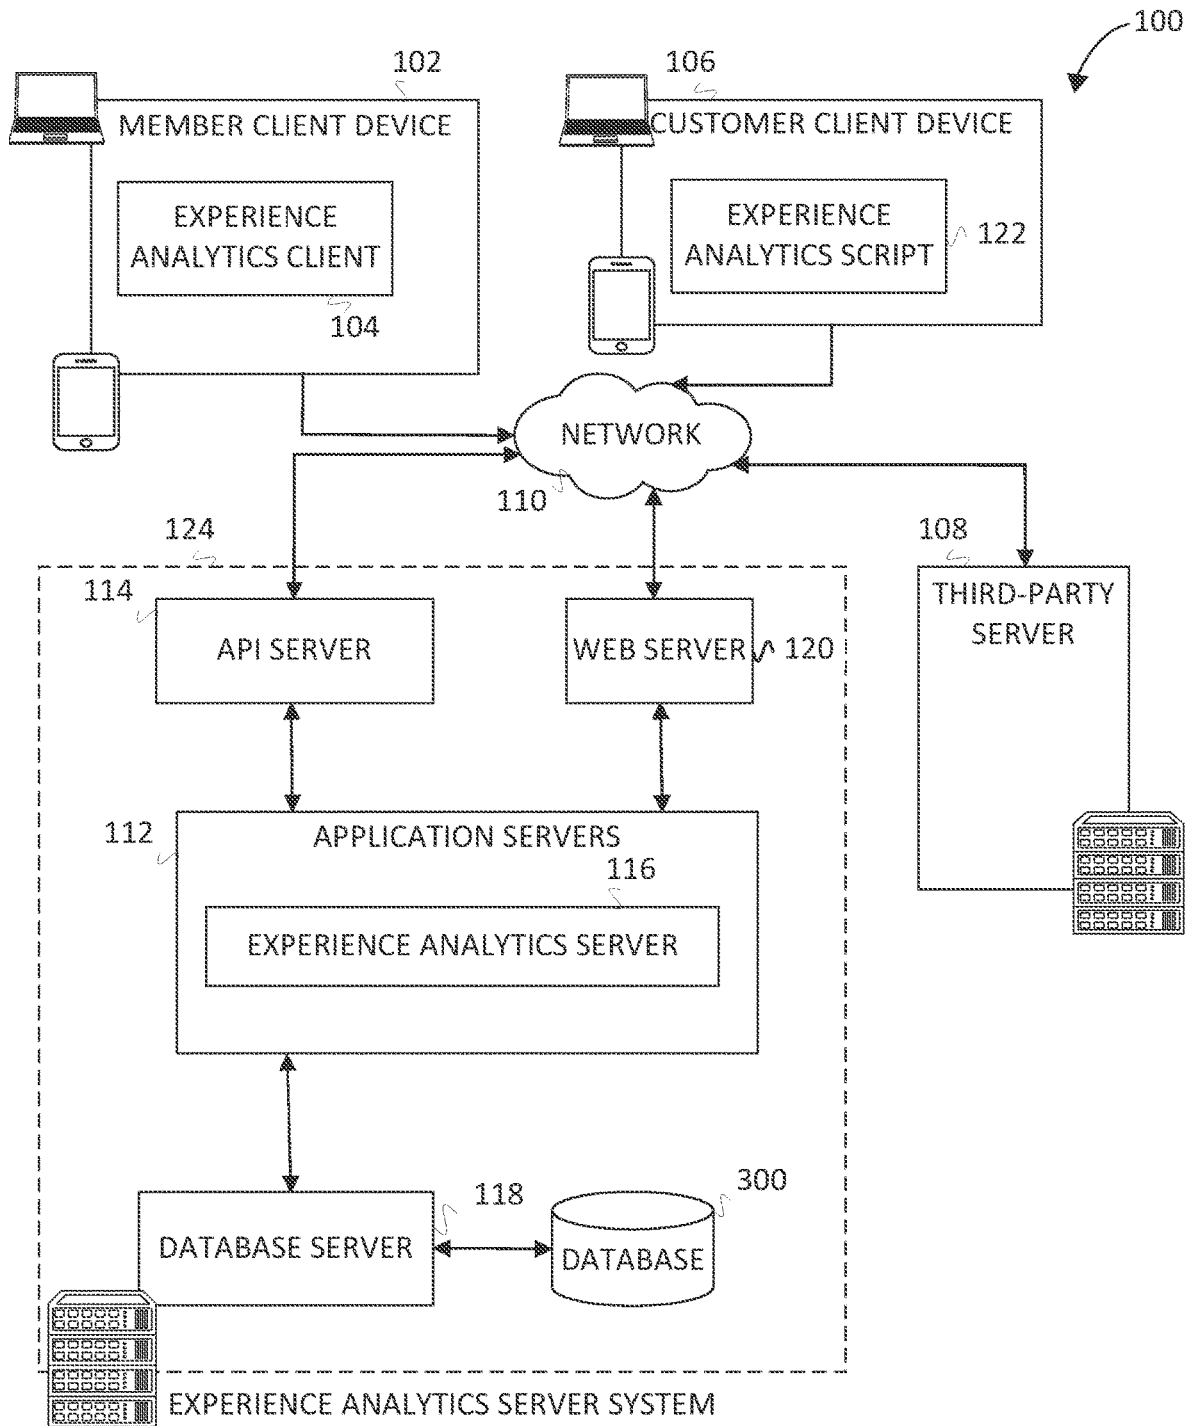 100
102
106
MEMBER CLIENT DEVICE
CUSTOMER CLIENT DEVICE
EXPERIENCE
ANALYTICS CLIENT
104
EXPERIENCE
ANALYTICS SCRIPT
122
NETWORK
110
124
108
114
API SERVER
WEB SERVER
120
THIRD-PARTY
SERVER
112
APPLICATION SERVERS
116
EXPERIENCE ANALYTICS SERVER
118
300
DATABASE SERVER
DATABASE
EXPERIENCE ANALYTICS SERVER SYSTEM